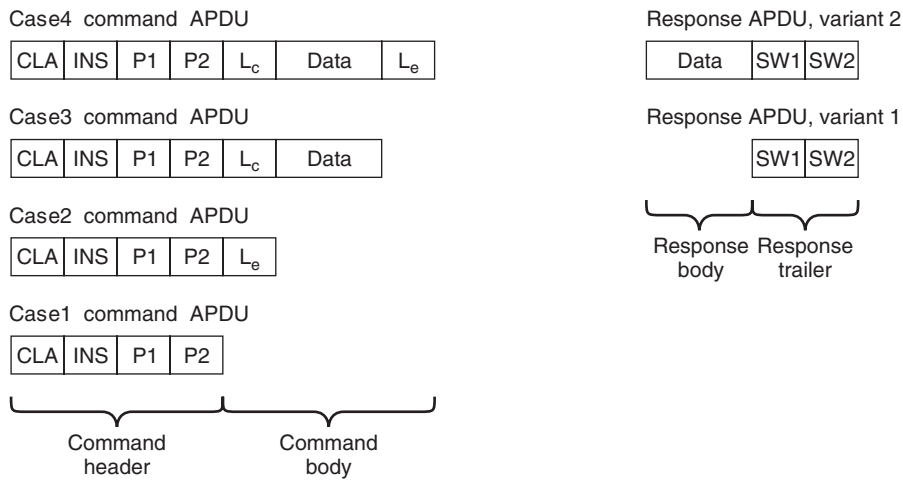 Case4 command APDU
CLA INS P1 P2 Lc Data Le
Case3 command APDU
CLA INS P1 P2 Lc Data
Case2 command APDU
CLA INS P1 P2 Le
Case1 command APDU
CLA INS P1 P2
Command
header
Command
body
Response APDU, variant 2
Data SW1 SW2
Response APDU, variant 1
SW1 SW2
Response
body
Response
trailer